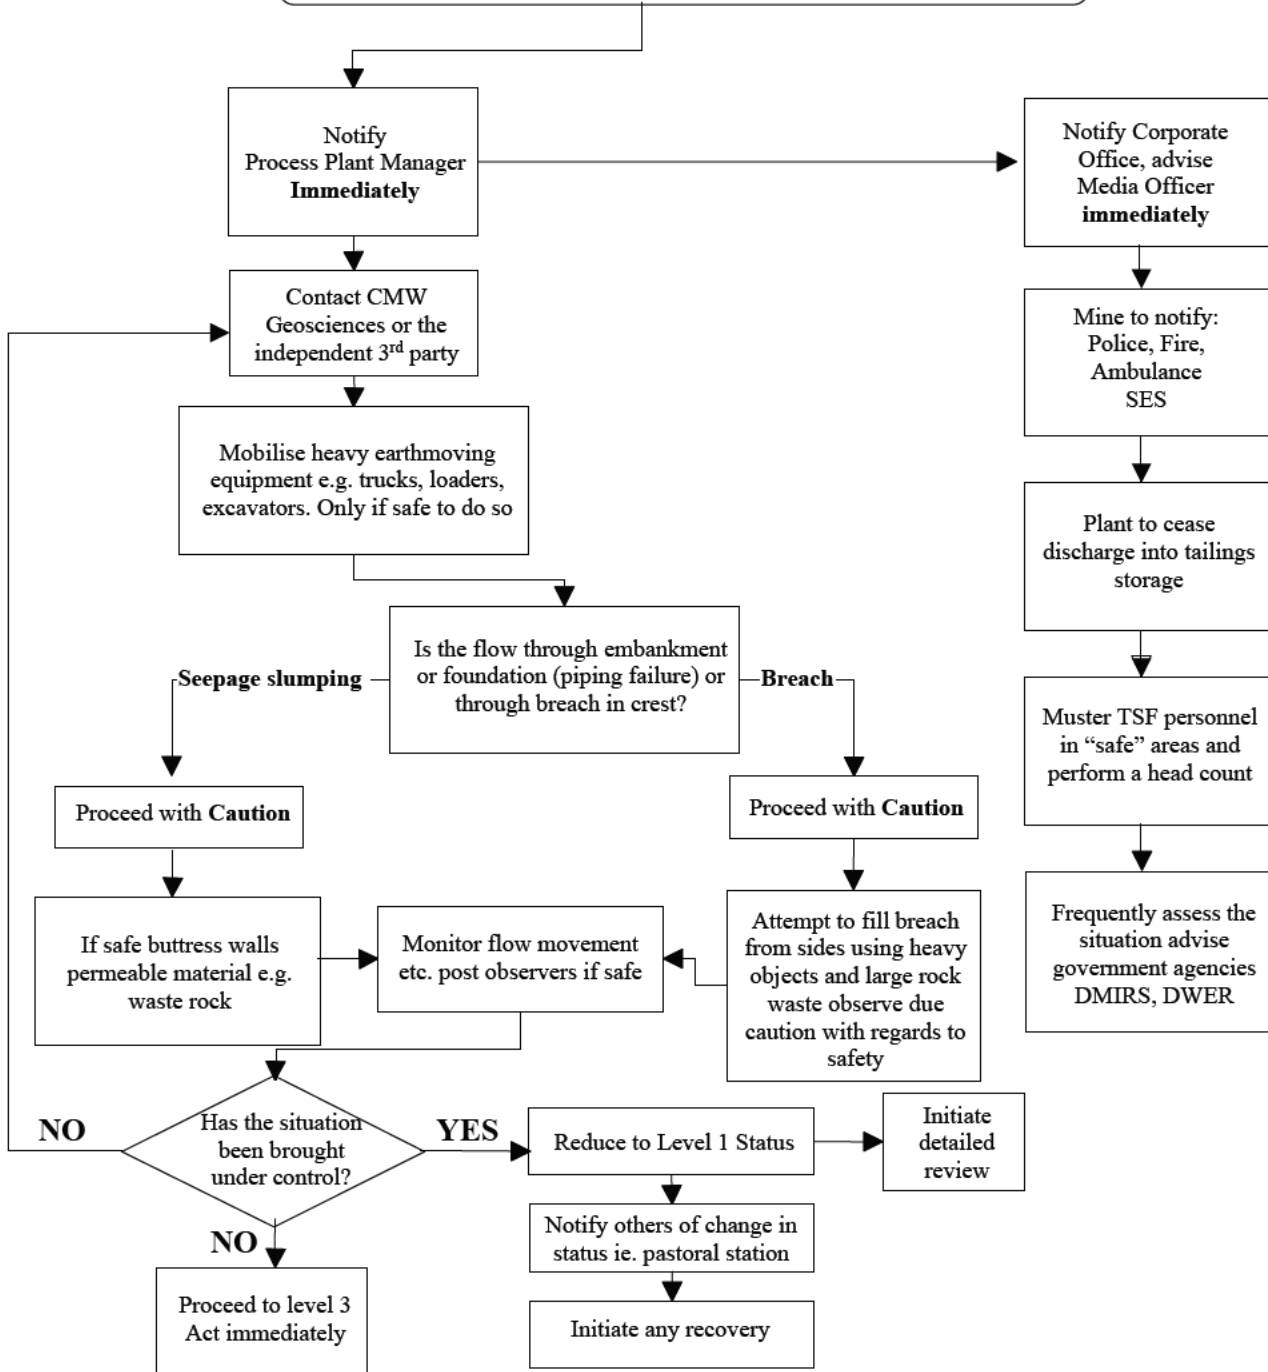 Notify
Process Plant Manager
Immediately
Notify Corporate
Office, advise
Media Officer
immediately
Contact CMW
Geosciences or the
independent 3rd party
Mine to notify:
Police, Fire,
Ambulance
SES
Mobilise heavy earthmoving
equipment e.g. trucks, loaders,
excavators. Only if safe to do so
Plant to cease
discharge into tailings
storage
Is the flow through embankment
or foundation (piping failure) or
through breach in crest?
Seepage slumping
Breach
Muster TSF personnel
in “safe” areas and
perform a head count
Proceed with Caution
Proceed with Caution
If safe buttress walls
permeable material e.g.
waste rock
Monitor flow movement
etc. post observers if safe
Attempt to fill breach
from sides using heavy
objects and large rock
waste observe due
caution with regards to
safety
Frequently assess the
situation advise
government agencies
DMIRS, DWER
Has the situation
been brought
under control?
NO
YES
Reduce to Level 1 Status
Initiate
detailed
review
Notify others of change in
status ie. pastoral station
Initiate any recovery
NO
Proceed to level 3
Act immediately